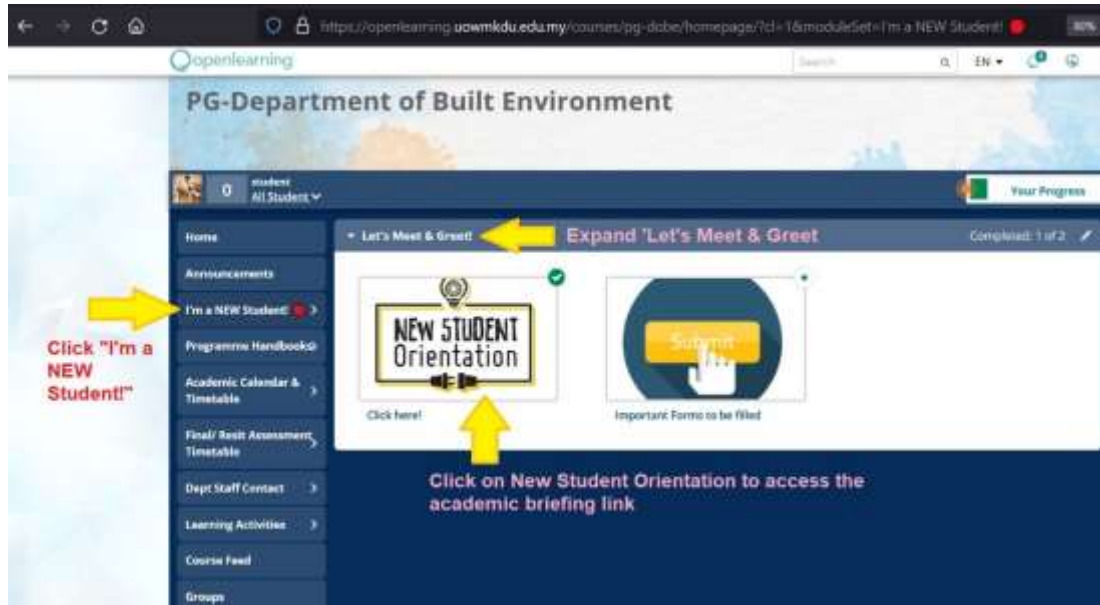 https://openlearning.uowmkdu.edu.my/courses/pg-dobe/homepage/?cl=1&moduleSet=I'm a NEW Student!
80%
openlearning
Search
EN
PG-Department of Built Environment
0
student
All Student
Your Progress
Home
Let's Meet & Greet!
Expand 'Let's Meet & Greet
Completed: 1 of 2
Announcements
I'm a NEW Student!
Click "I'm a
NEW
Student!"
Programme Handbooks
Academic Calendar &
Timetable
Final/ Resit Assessment
Timetable
Dept Staff Contact
Learning Activities
Course Feed
Groups
NEW STUDENT
Orientation
Click here!
Submit
Important Forms to be filled
Click on New Student Orientation to access the
academic briefing link